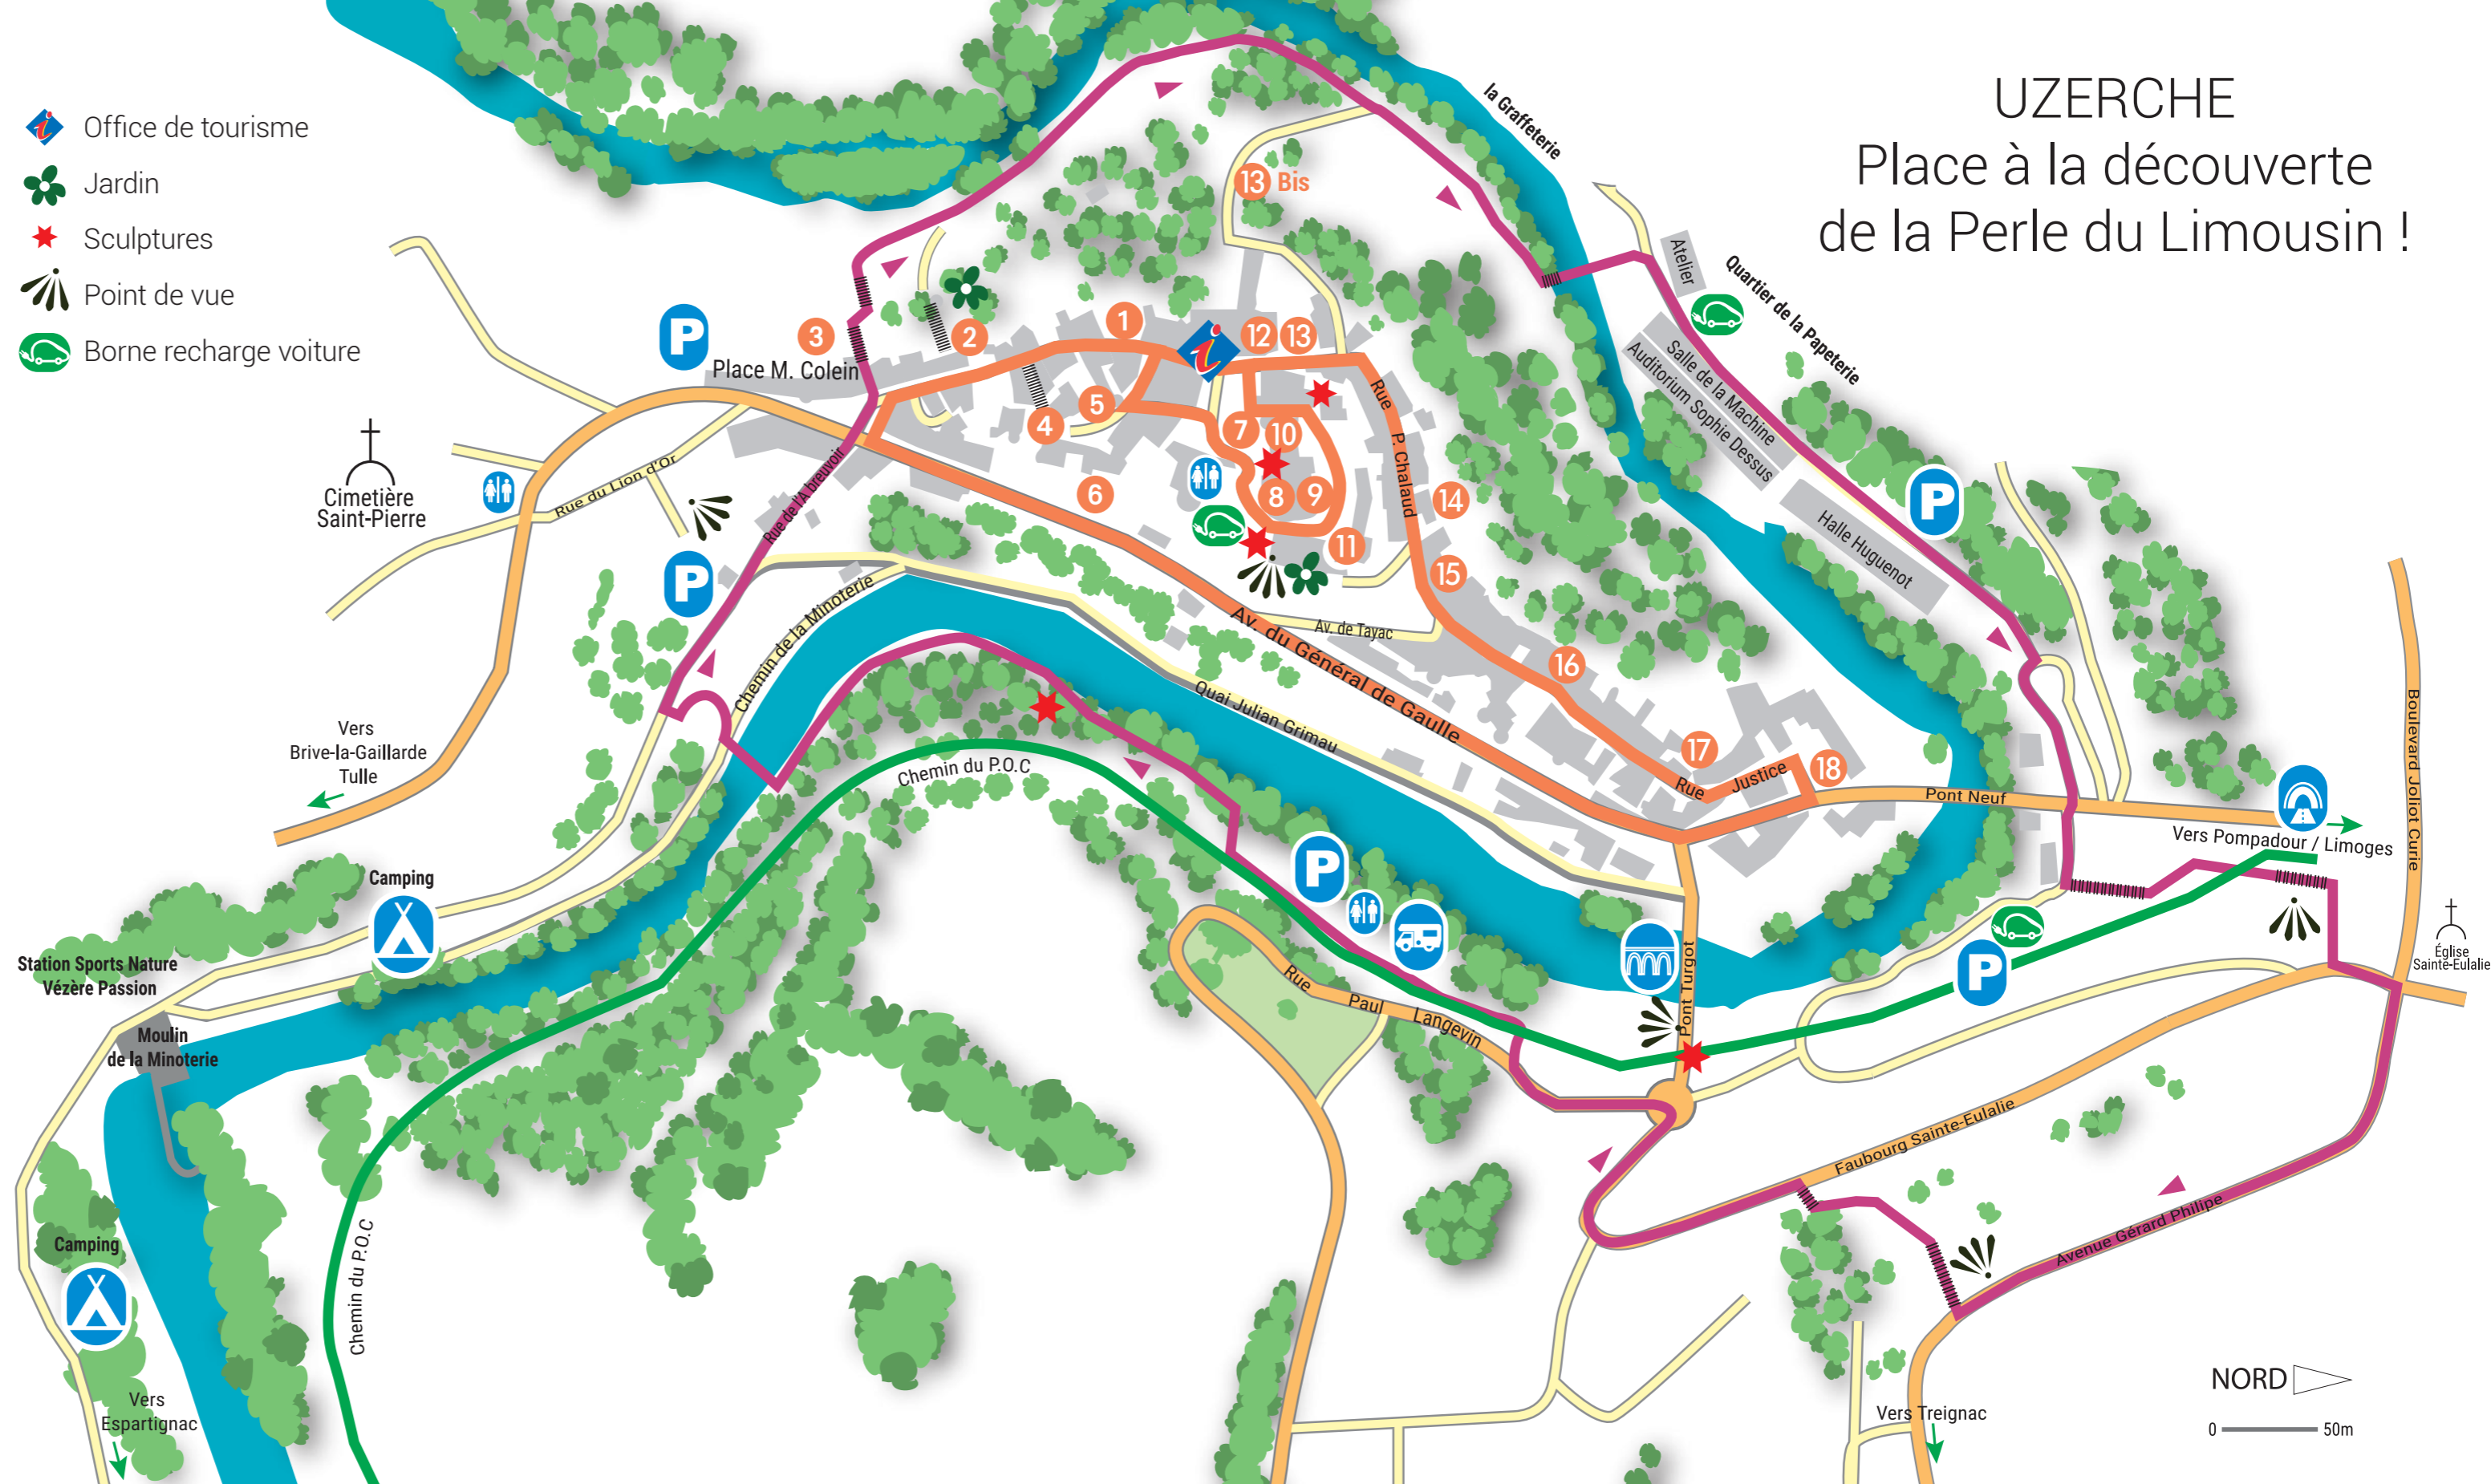 UZERCHE
Place à la découverte
de la Perle du Limousin !
Office de tourisme
Jardin
Sculptures
Point de vue
Borne recharge voiture
la Graffeterie
13 Bis
Atelier
Quartier de la Papeterie
Salle de la Machine
Auditorium Sophie Dessus
Halle Huguenot
P
P
3
2
1
i
12
13
Place M. Colein
5
4
7
10
6
8
9
11
14
15
16
17
18
Rue P. Chalaud
Cimetière
Saint-Pierre
Rue du Lion d'Or
Rue de l'Abreuvoir
P
Chemin de la Minoterie
Av. de Tayac
Av. du Général de Gaulle
Quai Julian Grimau
Rue Justice
Pont Neuf
Boulevard Joliot Curie
Vers Pompadour / Limoges
Vers
Brive-la-Gaillarde
Tulle
Chemin du P.O.C
P
Camping
Station Sports Nature
Vézère Passion
Moulin
de la Minoterie
Rue Paul Langevin
Pont Turgot
P
Église
Sainte-Eulalie
Faubourg Sainte-Eulalie
Avenue Gérard Philipe
Camping
Chemin du P.O.C
Vers
Espartignac
Vers Treignac
NORD
0 50m